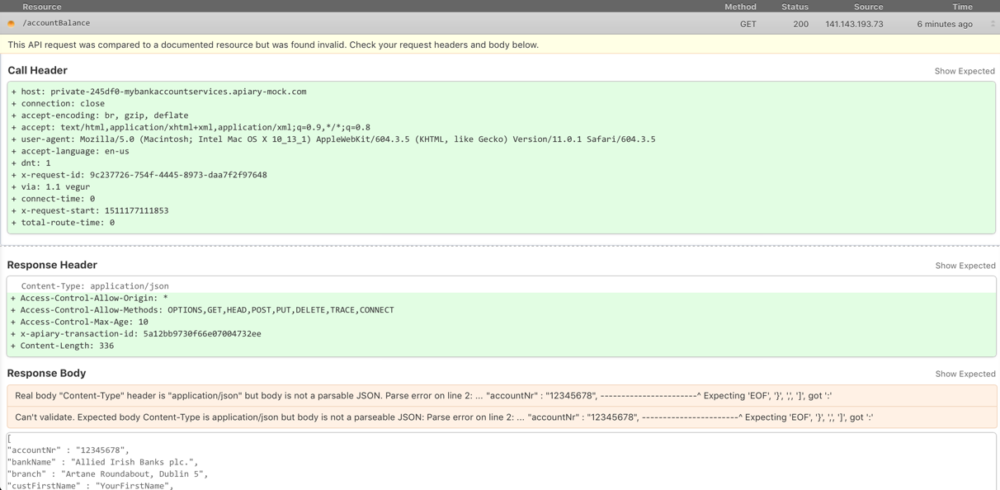 Resource Method Status Source Time
/accountBalance GET 200 141.143.193.73 6 minutes ago
This API request was compared to a documented resource but was found invalid. Check your request headers and body below.
Call Header Show Expected
+ host: private-245df0-mybankaccountservices.apiary-mock.com
+ connection: close
+ accept-encoding: br, gzip, deflate
+ accept: text/html,application/xhtml+xml,application/xml;q=0.9,*/*;q=0.8
+ user-agent: Mozilla/5.0 (Macintosh; Intel Mac OS X 10_13_1) AppleWebKit/604.3.5 (KHTML, like Gecko) Version/11.0.1 Safari/604.3.5
+ accept-language: en-us
+ dnt: 1
+ x-request-id: 9c237726-754f-4445-8973-daa7f2f97648
+ via: 1.1 vegur
+ connect-time: 0
+ x-request-start: 1511177111853
+ total-route-time: 0
Response Header Show Expected
Content-Type: application/json
+ Access-Control-Allow-Origin: *
+ Access-Control-Allow-Methods: OPTIONS,GET,HEAD,POST,PUT,DELETE,TRACE,CONNECT
+ Access-Control-Max-Age: 10
+ x-apiary-transaction-id: 5a12bb9730f66e07004732ee
+ Content-Length: 336
Response Body Show Expected
Real body "Content-Type" header is "application/json" but body is not a parsable JSON. Parse error on line 2: ... "accountNr" : "12345678", -----------------------^ Expecting 'EOF', '}', ',', ']', got ':'
Can't validate. Expected body Content-Type is application/json but body is not a parseable JSON: Parse error on line 2: ... "accountNr" : "12345678", -----------------------^ Expecting 'EOF', '}', ',', ']', got ':'
[
"accountNr" : "12345678",
"bankName" : "Allied Irish Banks plc.",
"branch" : "Artane Roundabout, Dublin 5",
"custFirstName" : "YourFirstName",